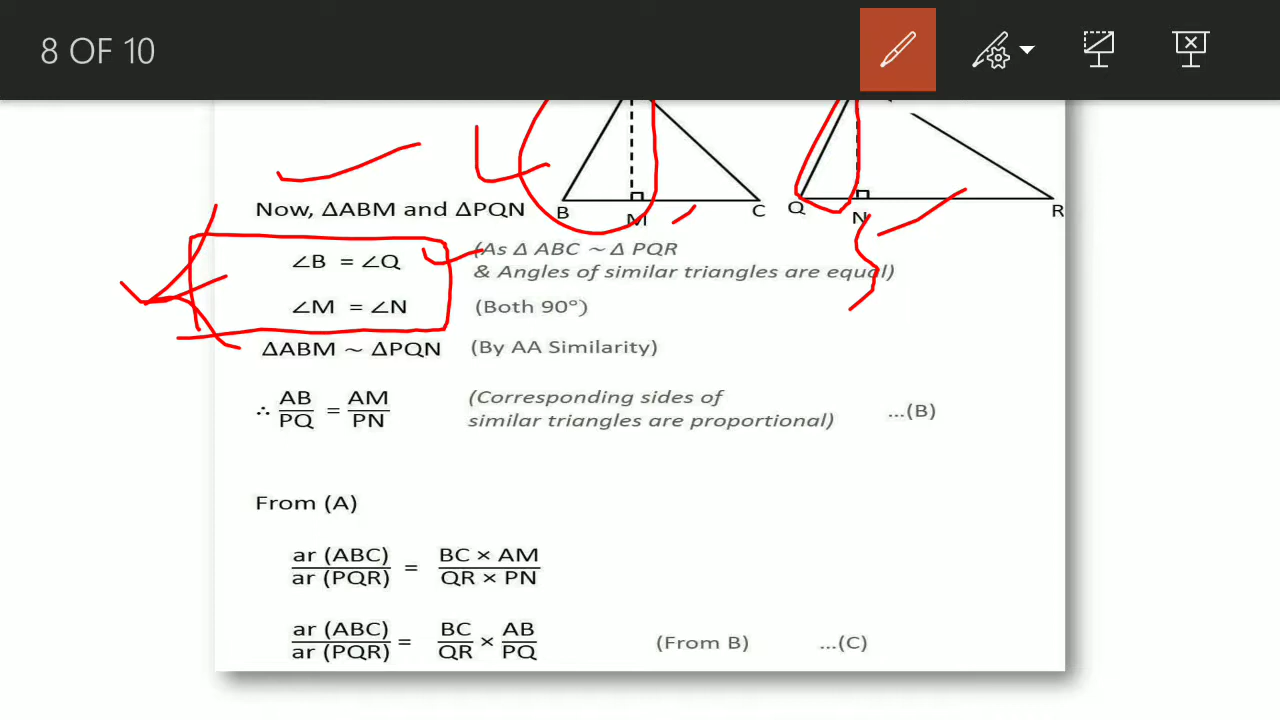 8 OF 10
B M C Q N R
Now, ΔABM and ΔPQN
∠B = ∠Q (As Δ ABC ~ Δ PQR
& Angles of similar triangles are equal)
∠M = ∠N (Both 90°)
ΔABM ~ ΔPQN (By AA Similarity)
∴ AB/PQ = AM/PN (Corresponding sides of
similar triangles are proportional) ...(B)
From (A)
ar (ABC)/ar (PQR) = BC × AM/QR × PN
ar (ABC)/ar (PQR) = BC/QR × AB/PQ (From B) ...(C)